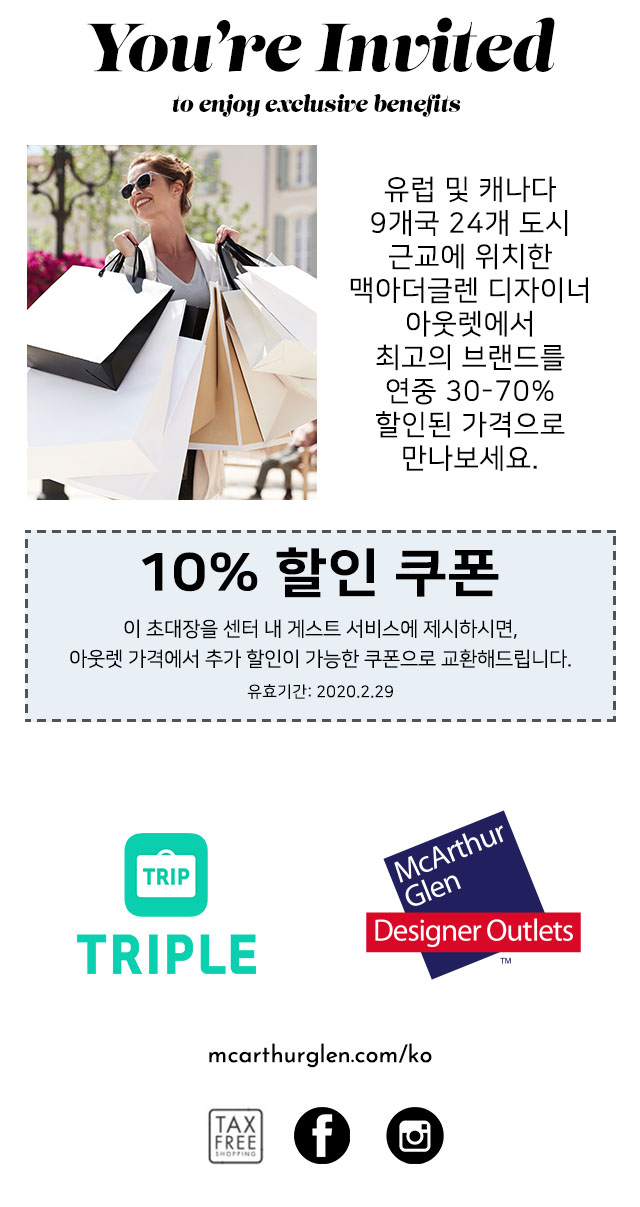 You're Invited
to enjoy exclusive benefits
유럽 및 캐나다
9개국 24개 도시
근교에 위치한
맥아더글렌 디자이너
아웃렛에서
최고의 브랜드를
연중 30-70%
할인된 가격으로
만나보세요.
10% 할인 쿠폰
이 초대장을 센터 내 게스트 서비스에 제시하시면,
아웃렛 가격에서 추가 할인이 가능한 쿠폰으로 교환해드립니다.
유효기간: 2020.2.29
TRIP
TRIPLE
McArthur
Glen
Designer Outlets
TM
mcarthurglen.com/ko
TAX
FREE
SHOPPING